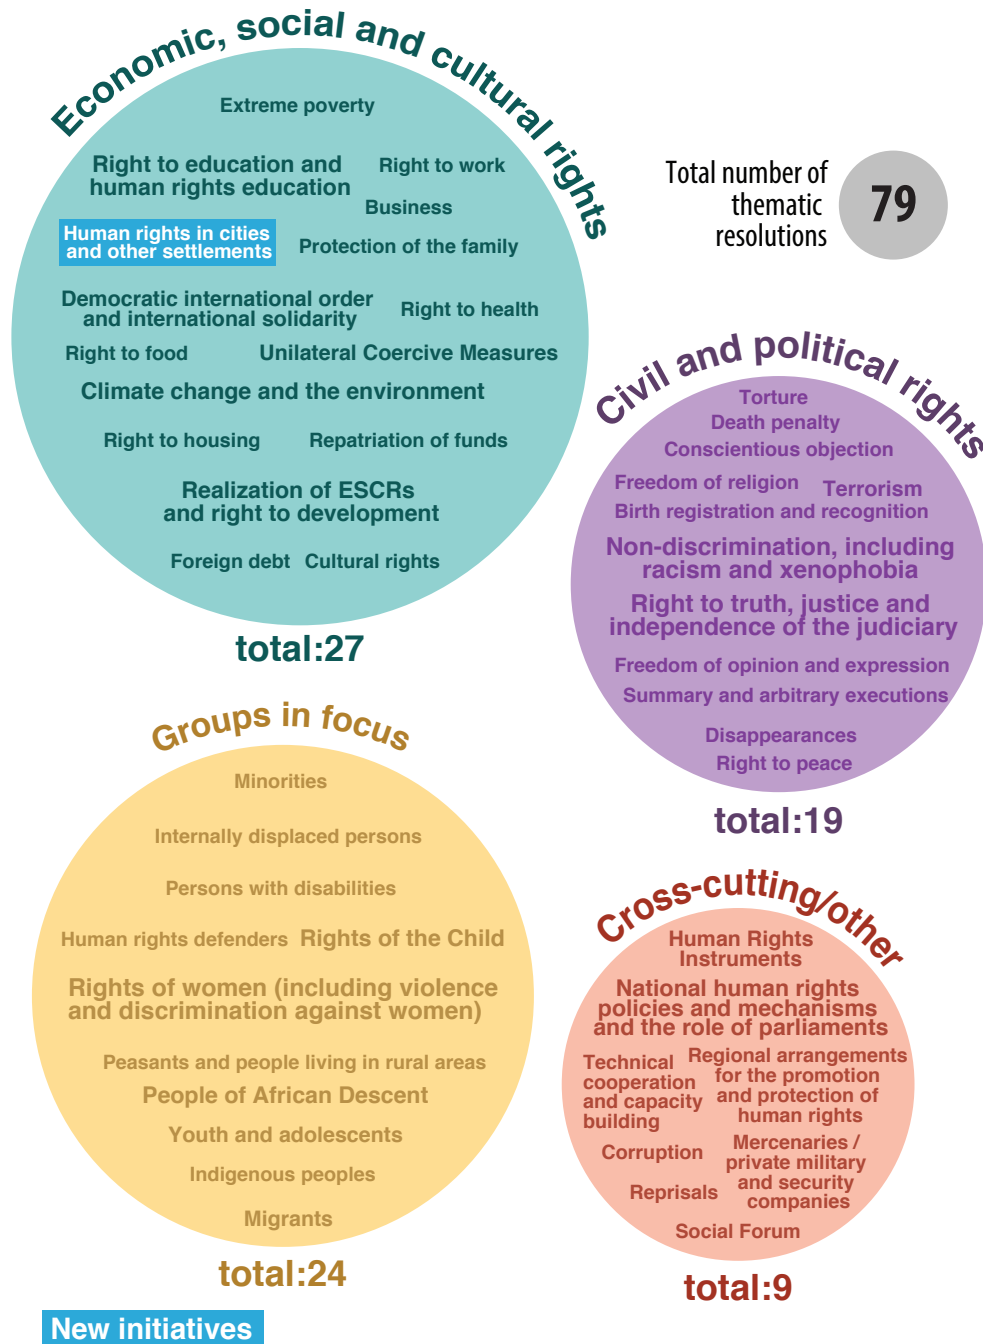 Economic, social and cultural rights
Extreme poverty
Right to education and
human rights education
Right to work
Business
Human rights in cities
and other settlements
Protection of the family
Democratic international order
and international solidarity
Right to health
Right to food
Unilateral Coercive Measures
Climate change and the environment
Right to housing
Repatriation of funds
Realization of ESCRs
and right to development
Foreign debt
Cultural rights
total:27
Total number of
thematic
resolutions
79
Civil and political rights
Torture
Death penalty
Conscientious objection
Freedom of religion
Terrorism
Birth registration and recognition
Non-discrimination, including
racism and xenophobia
Right to truth, justice and
independence of the judiciary
Freedom of opinion and expression
Summary and arbitrary executions
Disappearances
Right to peace
total:19
Groups in focus
Minorities
Internally displaced persons
Persons with disabilities
Human rights defenders
Rights of the Child
Rights of women (including violence
and discrimination against women)
Peasants and people living in rural areas
People of African Descent
Youth and adolescents
Indigenous peoples
Migrants
total:24
Cross-cutting/other
Human Rights
Instruments
National human rights
policies and mechanisms
and the role of parliaments
Technical
cooperation
and capacity
building
Regional arrangements
for the promotion
and protection of
human rights
Corruption
Mercenaries /
private military
and security
companies
Reprisals
Social Forum
total:9
New initiatives